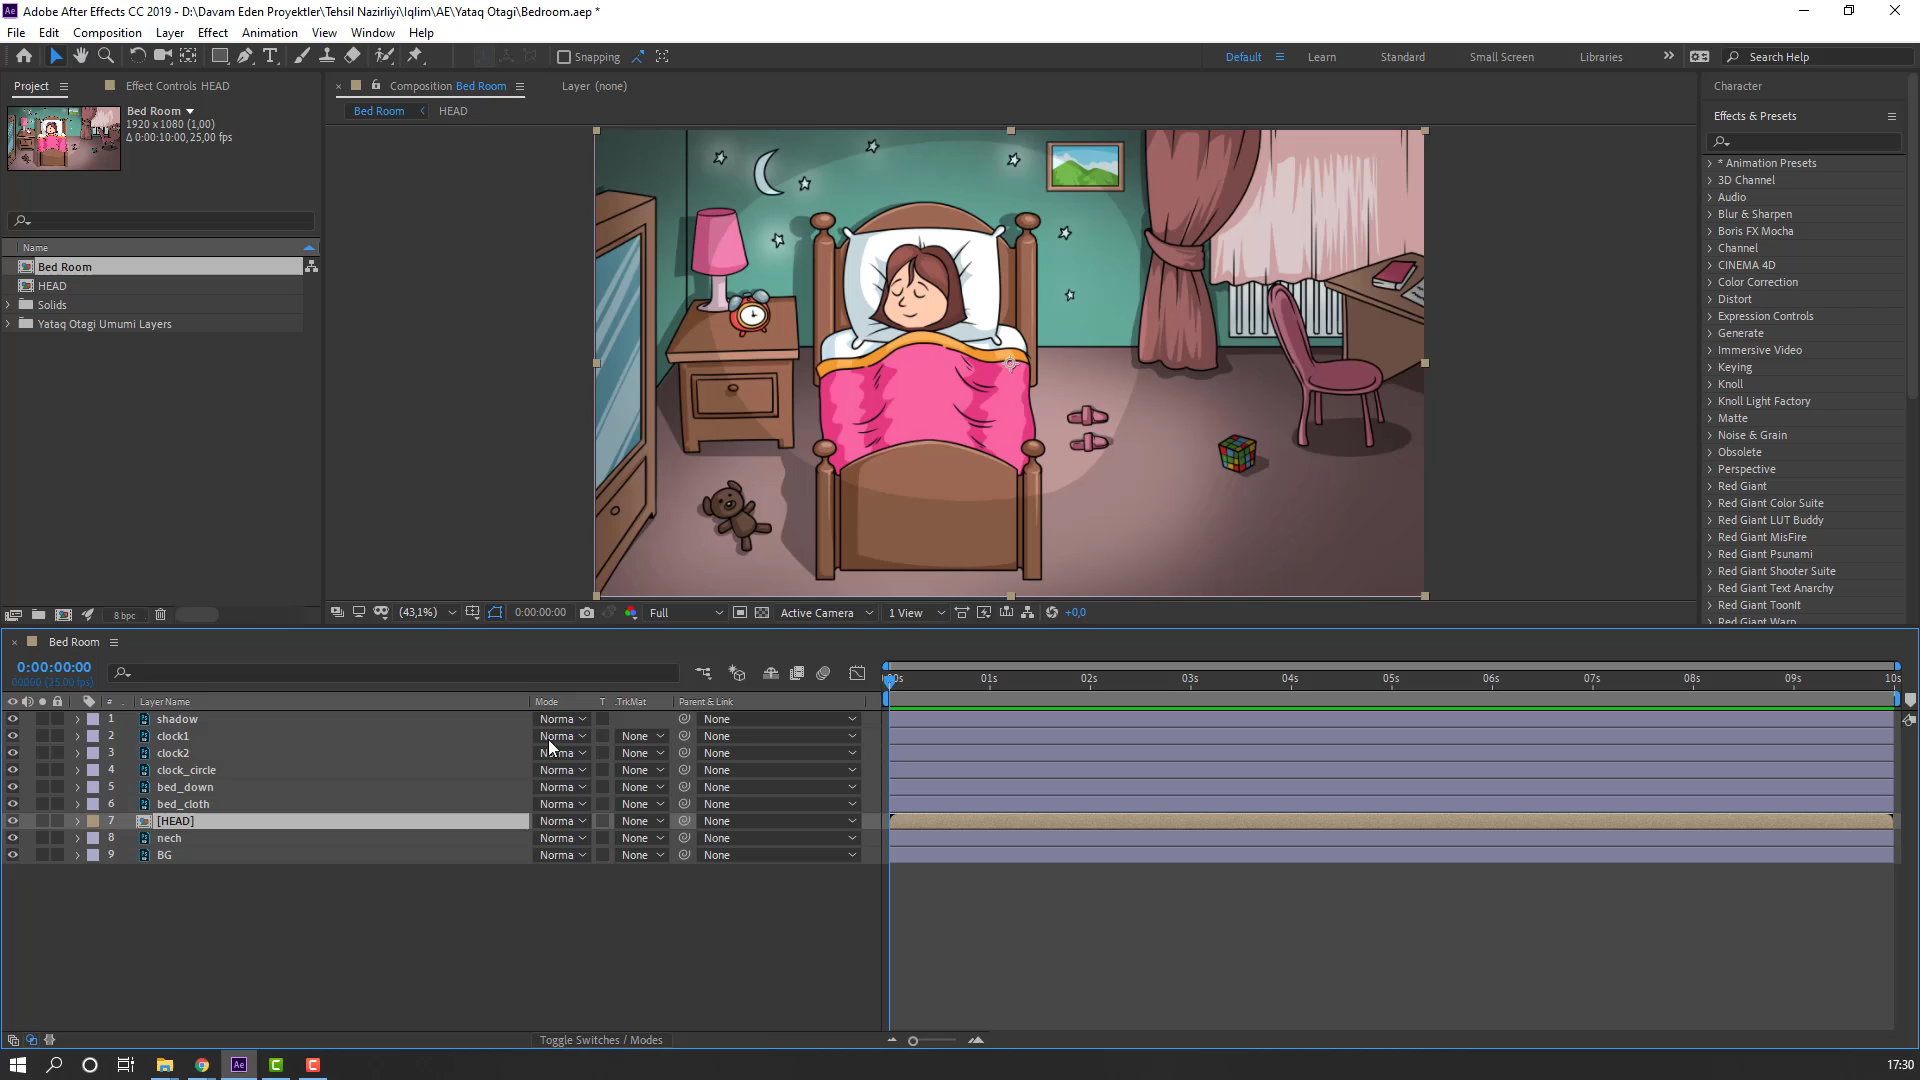 Adobe After Effects CC 2019 - D:\Davam Eden Proyektler\Tehsil Nazirliyi\Iqlim\AE\Yataq Otagi\Bedroom.aep *
File Edit Composition Layer Effect Animation View Window Help
Snapping
Default Learn Standard Small Screen Libraries Search Help
Project Effect Controls HEAD
Bed Room
1920 x 1080 (1,00)
Δ 0:00:10:00, 25,00 fps
Name
Bed Room
HEAD
Solids
Yataq Otagi Umumi Layers
8 bpc
Composition Bed Room Layer (none)
Bed Room HEAD
(43,1%) 0:00:00:00 Full Active Camera 1 View +0,0
Character
Effects & Presets
* Animation Presets
3D Channel
Audio
Blur & Sharpen
Boris FX Mocha
Channel
CINEMA 4D
Color Correction
Distort
Expression Controls
Generate
Immersive Video
Keying
Knoll
Knoll Light Factory
Matte
Noise & Grain
Obsolete
Perspective
Red Giant
Red Giant Color Suite
Red Giant LUT Buddy
Red Giant MisFire
Red Giant Psunami
Red Giant Shooter Suite
Red Giant Text Anarchy
Red Giant ToonIt
Red Giant Warp
Bed Room
0:00:00:00
00000 (25.00 fps)
# Layer Name Mode T .TrkMat Parent & Link
1 shadow Norma None
2 clock1 Norma None None
3 clock2 Norma None None
4 clock_circle Norma None None
5 bed_down Norma None None
6 bed_cloth Norma None None
7 [HEAD] Norma None None
8 nech Norma None None
9 BG Norma None None
00s 01s 02s 03s 04s 05s 06s 07s 08s 09s 10s
Toggle Switches / Modes
Ae
17:30